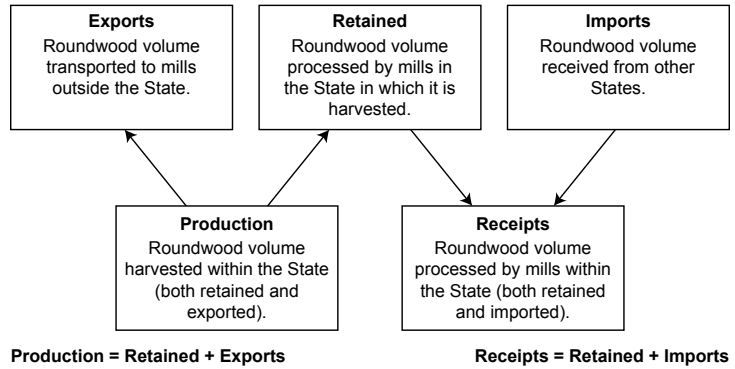 Exports
Roundwood volume
transported to mills
outside the State.
Retained
Roundwood volume
processed by mills in
the State in which it is
harvested.
Imports
Roundwood volume
received from other
States.
Production
Roundwood volume
harvested within the State
(both retained and
exported).
Receipts
Roundwood volume
processed by mills within
the State (both retained
and imported).
Production = Retained + Exports
Receipts = Retained + Imports